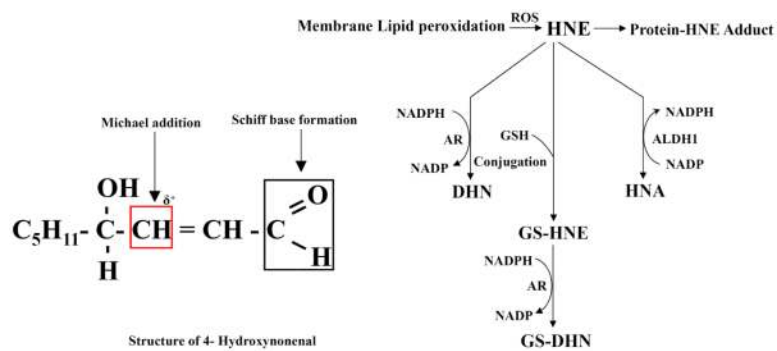 Membrane Lipid peroxidation ROS HNE Protein-HNE Adduct
Michael addition
Schiff base formation
OH δ+ O
C5H11- C - CH = CH - C
H H
Structure of 4- Hydroxynonenal
NADPH
AR
NADP
DHN
GSH
Conjugation
GS-HNE
NADPH
AR
NADP
GS-DHN
NADPH
ALDH1
NADP
HNA